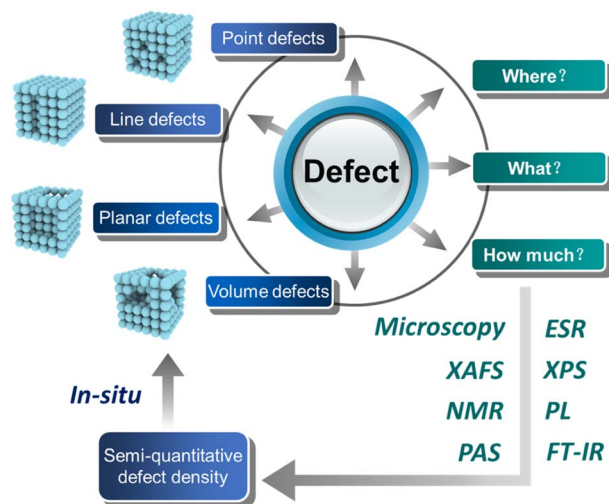 Point defects
Line defects
Planar defects
Volume defects
Defect
Where?
What?
How much?
Microscopy
ESR
XAFS
XPS
NMR
PL
PAS
FT-IR
In-situ
Semi-quantitative
defect density